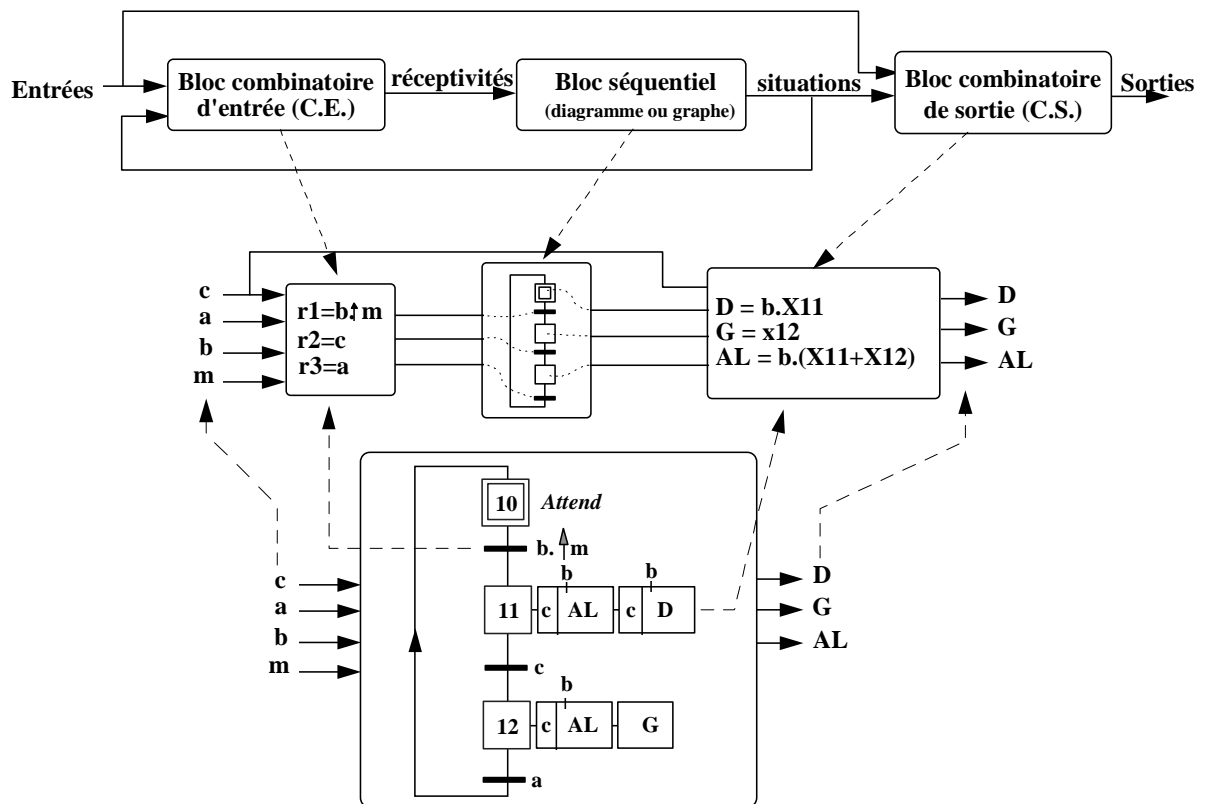 Entrées
Bloc combinatoire
d'entrée (C.E.)
réceptivités
Bloc séquentiel
(diagramme ou graphe)
situations
Bloc combinatoire
de sortie (C.S.)
Sorties
c
a
b
m
r1=b.↑m
r2=c
r3=a
D = b.X11
G = x12
AL = b.(X11+X12)
D
G
AL
10
Attend
b.↑m
c
a
b
m
11
c
b
AL
c
b
D
c
12
c
b
AL
G
a
D
G
AL